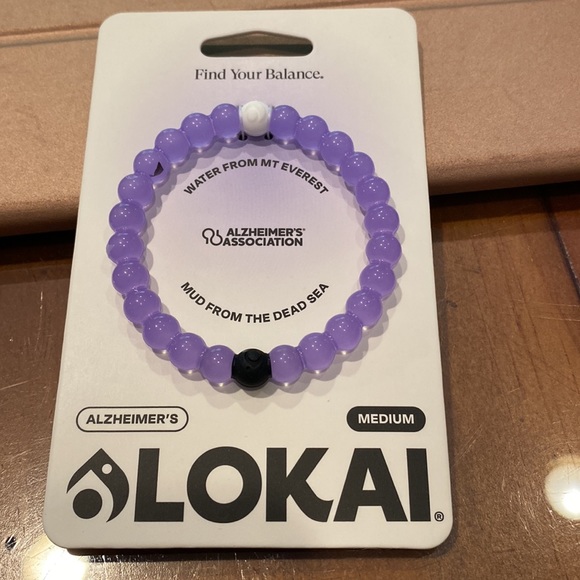 Find Your Balance.
WATER FROM MT EVEREST
ALZHEIMER'S
ASSOCIATION
MUD FROM THE DEAD SEA
ALZHEIMER'S
MEDIUM
LOKAI®